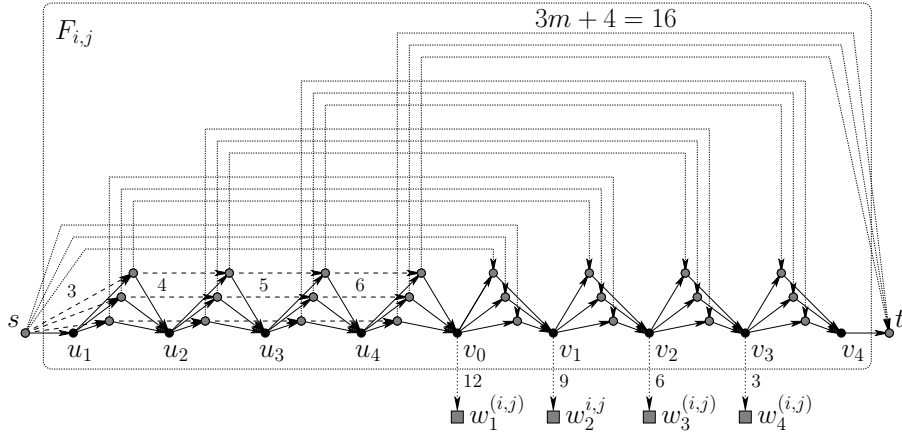 3m + 4 = 16
F_{i,j}
3 4 5 6
s t
u_1 u_2 u_3 u_4 v_0 v_1 v_2 v_3 v_4
12 9 6 3
w_1^{(i,j)} w_2^{i,j} w_3^{(i,j)} w_4^{(i,j)}